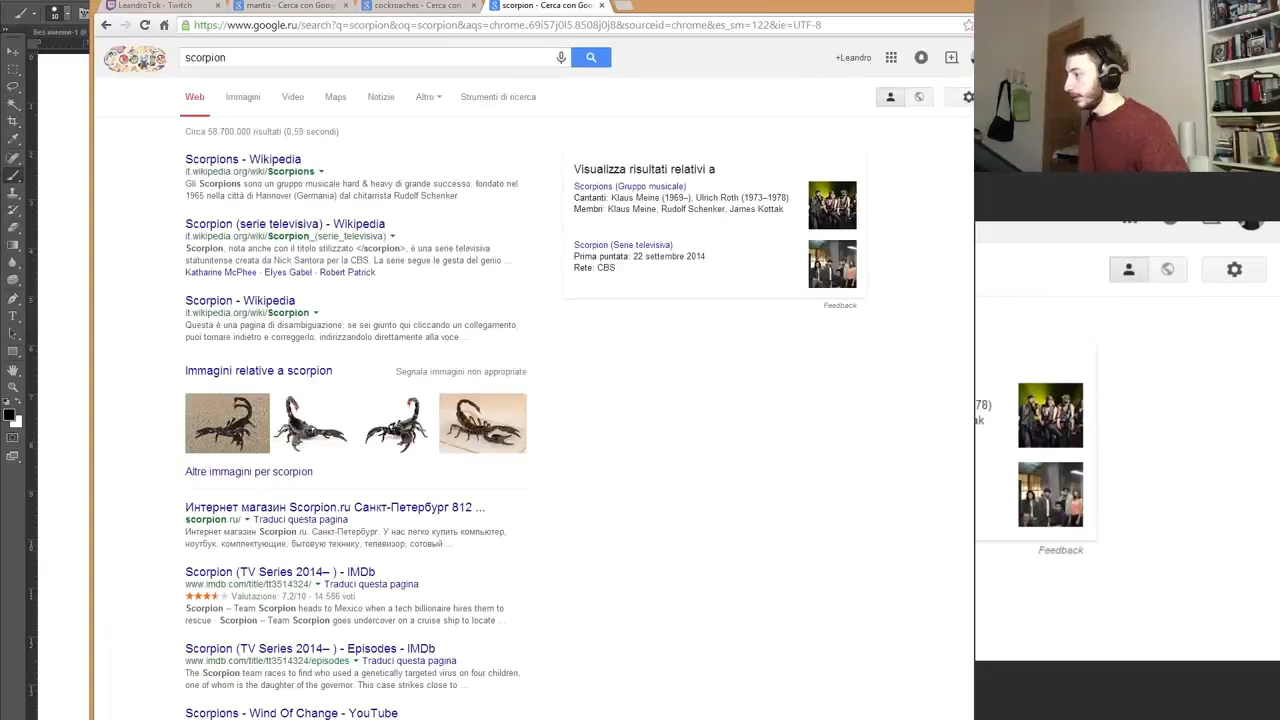 LeandroTok - Twitch
mantis - Cerca con Google
cockroaches - Cerca con
scorpion - Cerca con Goo
Без имени-1
https://www.google.ru/search?q=scorpion&oq=scorpion&aqs=chrome..69i57j0l5.8508j0j8&sourceid=chrome&es_sm=122&ie=UTF-8
10
scorpion
+Leandro
Web
Immagini
Video
Maps
Notizie
Altro
Strumenti di ricerca
Circa 58.700.000 risultati (0,59 secondi)
Scorpions - Wikipedia
it.wikipedia.org/wiki/Scorpions
Gli Scorpions sono un gruppo musicale hard & heavy di grande successo, fondato nel
1965 nella città di Hannover (Germania) dal chitarrista Rudolf Schenker.
Scorpion (serie televisiva) - Wikipedia
it.wikipedia.org/wiki/Scorpion_(serie_televisiva)
Scorpion, nota anche con il titolo stilizzato </scorpion>, è una serie televisiva
statunitense creata da Nick Santora per la CBS. La serie segue le gesta del genio ...
Katharine McPhee - Elyes Gabel - Robert Patrick
Scorpion - Wikipedia
it.wikipedia.org/wiki/Scorpion
Questa è una pagina di disambiguazione; se sei giunto qui cliccando un collegamento,
puoi tornare indietro e correggerlo, indirizzandolo direttamente alla voce ...
Immagini relative a scorpion
Segnala immagini non appropriate
Altre immagini per scorpion
Интернет магазин Scorpion.ru Санкт-Петербург 812 ...
scorpion.ru/ Traduci questa pagina
Интернет магазин Scorpion.ru. Санкт-Петербург. У нас легко купить компьютер,
ноутбук, комплектующие, бытовую технику, телевизор, сотовый ...
Scorpion (TV Series 2014– ) - IMDb
www.imdb.com/title/tt3514324/ Traduci questa pagina
Valutazione: 7,2/10 - 14.586 voti
Scorpion -- Team Scorpion heads to Mexico when a tech billionaire hires them to
rescue Scorpion -- Team Scorpion goes undercover on a cruise ship to locate ...
Scorpion (TV Series 2014– ) - Episodes - IMDb
www.imdb.com/title/tt3514324/episodes Traduci questa pagina
The Scorpion team races to find who used a genetically targeted virus on four children,
one of whom is the daughter of the governor. This case strikes close to ...
Scorpions - Wind Of Change - YouTube
Visualizza risultati relativi a
Scorpions (Gruppo musicale)
Cantanti: Klaus Meine (1969–), Ulrich Roth (1973–1978)
Membri: Klaus Meine, Rudolf Schenker, James Kottak
Scorpion (Serie televisiva)
Prima puntata: 22 settembre 2014
Rete: CBS
Feedback
78)
ak
Feedback